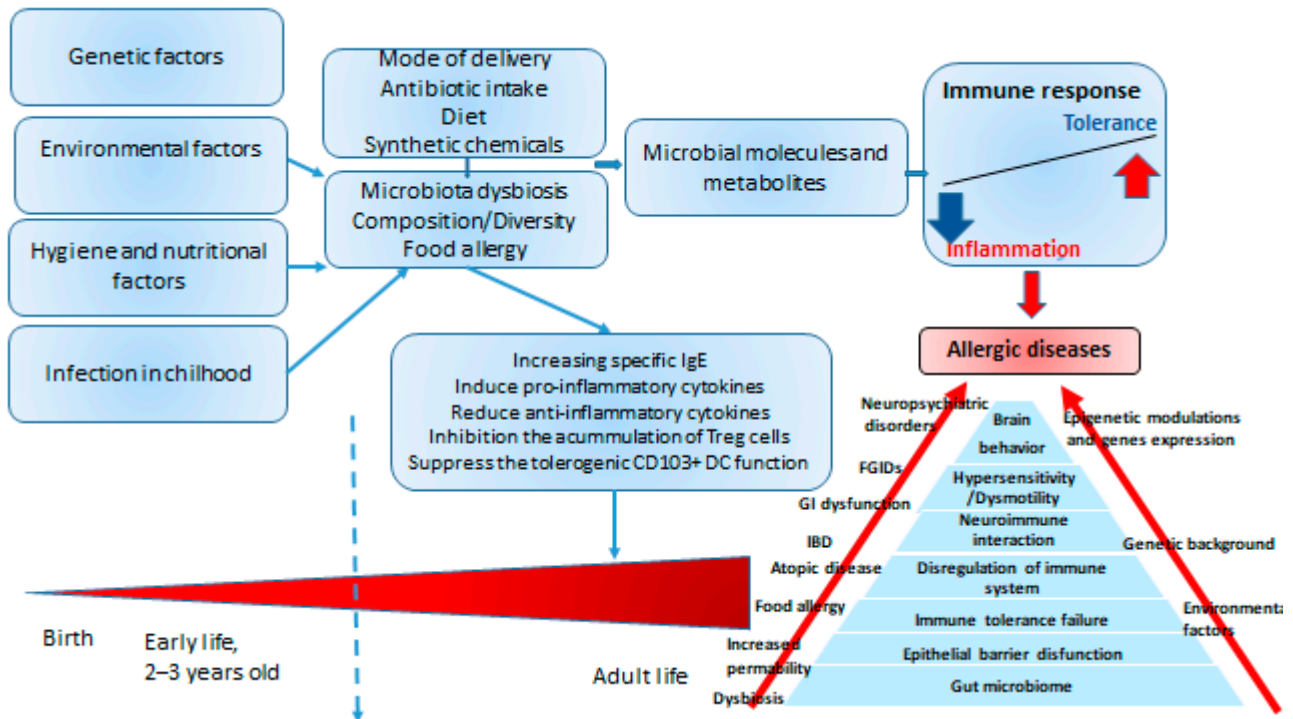 Genetic factors
Environmental factors
Hygiene and nutritional
factors
Infection in chilhood
Mode of delivery
Antibiotic intake
Diet
Synthetic chemicals
Microbiota dysbiosis
Composition/Diversity
Food allergy
Microbial molecules and
metabolites
Immune response
Tolerance
Inflammation
Allergic diseases
Increasing specific IgE
Induce pro-inflammatory cytokines
Reduce anti-inflammatory cytokines
Inhibition the acummulation of Treg cells
Suppress the tolerogenic CD103+ DC function
Birth
Early life,
2–3 years old
Adult life
Neuropsychiatric
disorders
FGIDs
GI dysfunction
IBD
Atopic disease
Food allergy
Increased
permability
Dysbiosis
Brain
behavior
Hypersensitivity
/Dysmotility
Neuroimmune
interaction
Disregulation of immune
system
Immune tolerance failure
Epithelial barrier disfunction
Gut microbiome
Epigenetic modulations
and genes expression
Genetic background
Environmenta
factors